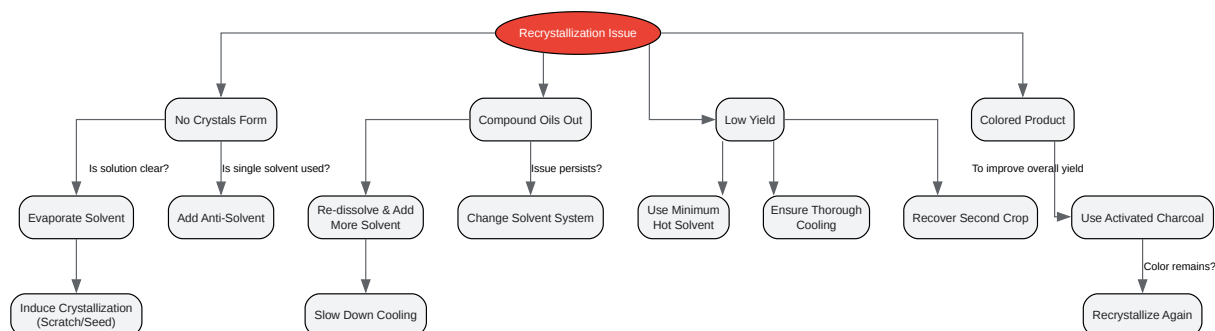 Recrystallization Issue
No Crystals Form
Compound Oils Out
Low Yield
Colored Product
Is solution clear?
Is single solvent used?
Issue persists?
To improve overall yield
Evaporate Solvent
Add Anti-Solvent
Re-dissolve & Add
More Solvent
Change Solvent System
Use Minimum
Hot Solvent
Ensure Thorough
Cooling
Recover Second Crop
Use Activated Charcoal
Color remains?
Induce Crystallization
(Scratch/Seed)
Slow Down Cooling
Recrystallize Again